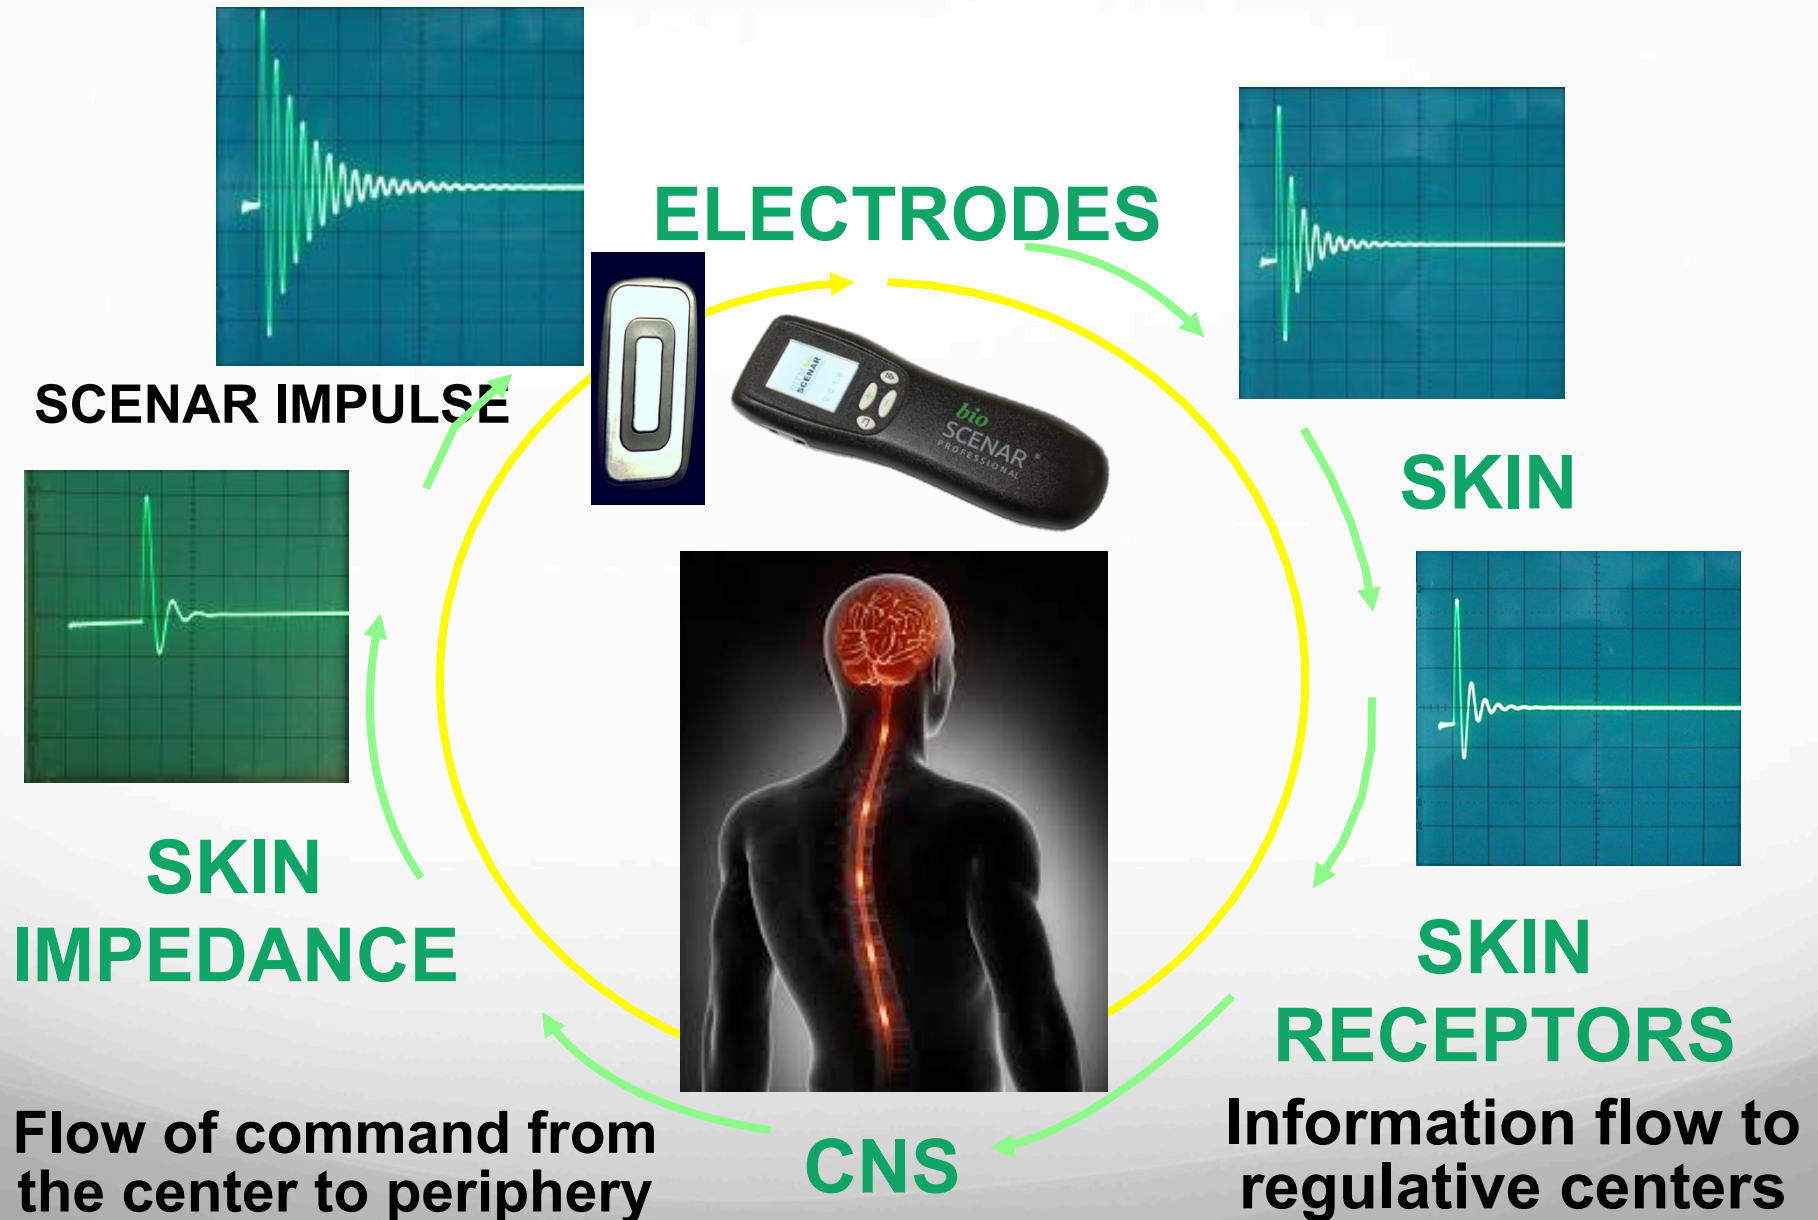 ELECTRODES
SCENAR IMPULSE
SCENAR
bio
SCENAR
PROFESSIONAL
SKIN
SKIN
IMPEDANCE
SKIN
RECEPTORS
Flow of command from
the center to periphery
CNS
Information flow to
regulative centers